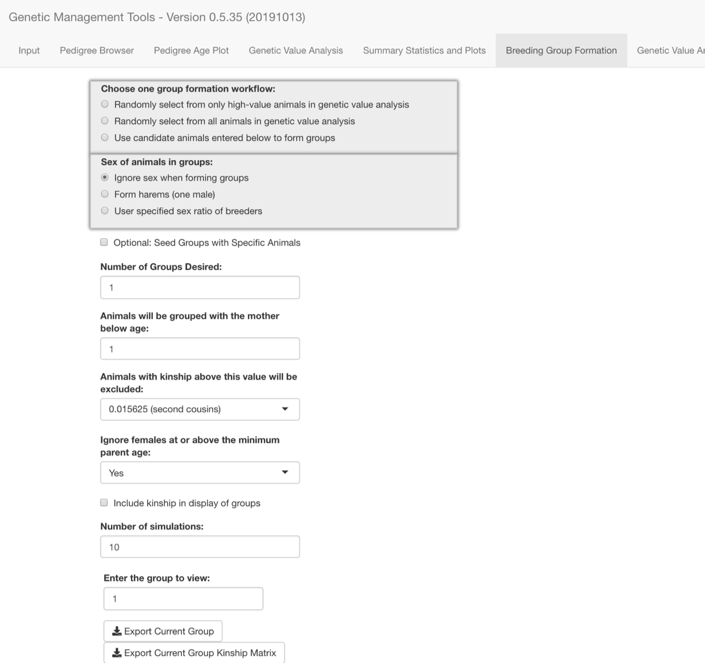 Genetic Management Tools - Version 0.5.35 (20191013)
Input Pedigree Browser Pedigree Age Plot Genetic Value Analysis Summary Statistics and Plots Breeding Group Formation Genetic Value
Choose one group formation workflow:
Randomly select from only high-value animals in genetic value analysis
Randomly select from all animals in genetic value analysis
Use candidate animals entered below to form groups
Sex of animals in groups:
Ignore sex when forming groups
Form harems (one male)
User specified sex ratio of breeders
Optional: Seed Groups with Specific Animals
Number of Groups Desired:
1
Animals will be grouped with the mother
below age:
1
Animals with kinship above this value will be
excluded:
0.015625 (second cousins)
Ignore females at or above the minimum
parent age:
Yes
Include kinship in display of groups
Number of simulations:
10
Enter the group to view:
1
Export Current Group
Export Current Group Kinship Matrix